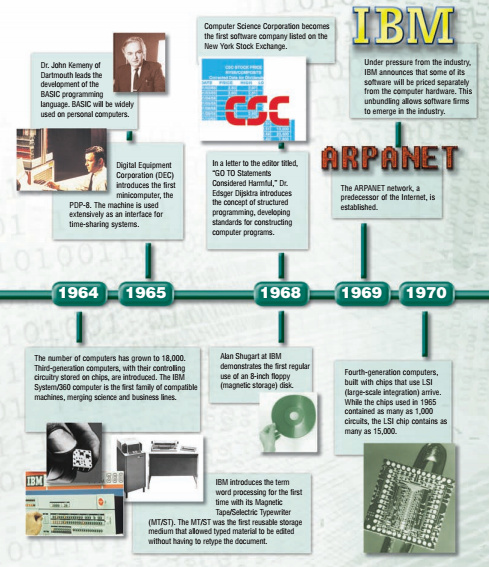 Dr. John Kemeny of
Dartmouth leads the
development of the
BASIC programming
language. BASIC will be widely
used on personal computers.
Digital Equipment
Corporation (DEC)
introduces the first
minicomputer, the
PDP-8. The machine is used
extensively as an interface for
time-sharing systems.
Computer Science Corporation becomes
the first software company listed on the
New York Stock Exchange.
CSC STOCK PRICE
CSC
In a letter to the editor titled,
"GO TO Statements
Considered Harmful," Dr.
Edsger Dijsktra introduces
the concept of structured
programming, developing
standards for constructing
computer programs.
IBM
Under pressure from the industry,
IBM announces that some of its
software will be priced separately
from the computer hardware. This
unbundling allows software firms
to emerge in the industry.
ARPANET
The ARPANET network, a
predecessor of the Internet, is
established.
1964
1965
1968
1969
1970
The number of computers has grown to 18,000.
Third-generation computers, with their controlling
circuitry stored on chips, are introduced. The IBM
System/360 computer is the first family of compatible
machines, merging science and business lines.
IBM
IBM introduces the term
word processing for the first
time with its Magnetic
Tape/Selectric Typewriter
(MT/ST). The MT/ST was the first reusable storage
medium that allowed typed material to be edited
without having to retype the document.
Alan Shugart at IBM
demonstrates the first regular
use of an 8-inch floppy
(magnetic storage) disk.
Fourth-generation computers,
built with chips that use LSI
(large-scale integration) arrive.
While the chips used in 1965
contained as many as 1,000
circuits, the LSI chip contains as
many as 15,000.